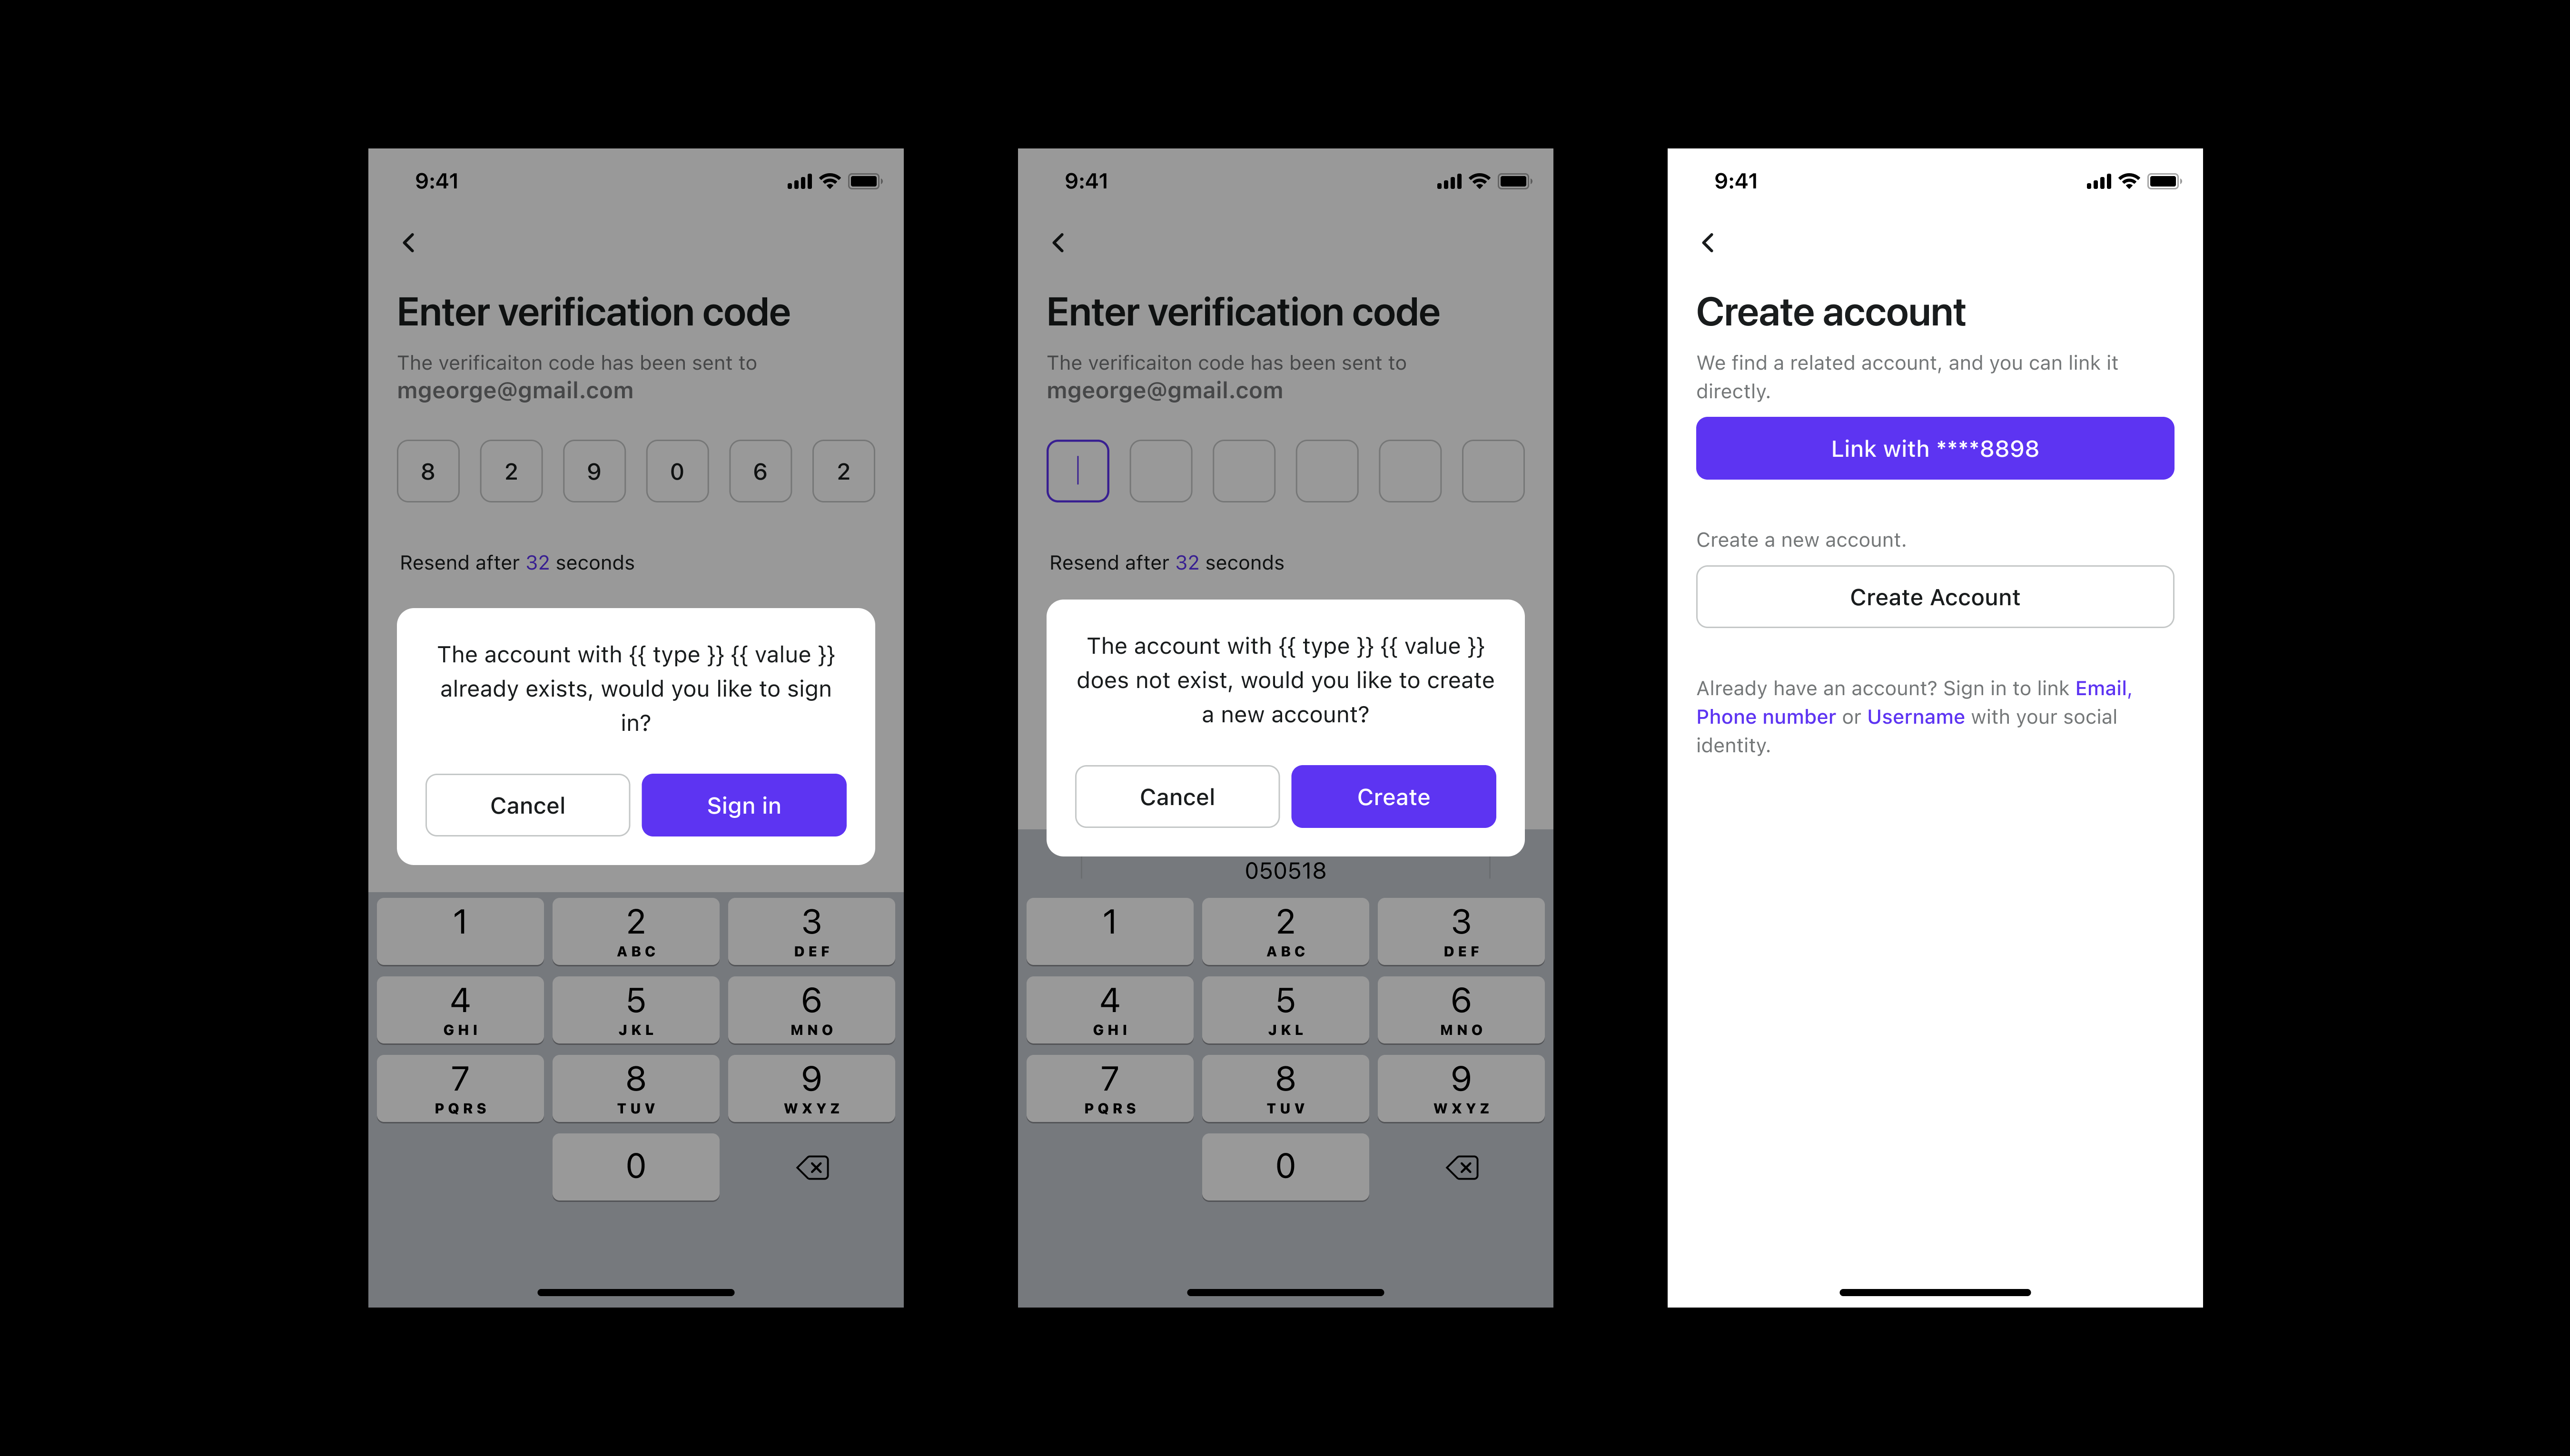 9:41
Enter verification code
The verificaiton code has been sent to
mgeorge@gmail.com
8 2 9 0 6 2
Resend after 32 seconds
The account with {{ type }} {{ value }}
already exists, would you like to sign
in?
Cancel Sign in
1 2 3
ABC DEF
4 5 6
GHI JKL MNO
7 8 9
PQRS TUV WXYZ
0
9:41
Enter verification code
The verificaiton code has been sent to
mgeorge@gmail.com
Resend after 32 seconds
The account with {{ type }} {{ value }}
does not exist, would you like to create
a new account?
Cancel Create
050518
1 2 3
ABC DEF
4 5 6
GHI JKL MNO
7 8 9
PQRS TUV WXYZ
0
9:41
Create account
We find a related account, and you can link it
directly.
Link with ****8898
Create a new account.
Create Account
Already have an account? Sign in to link Email,
Phone number or Username with your social
identity.